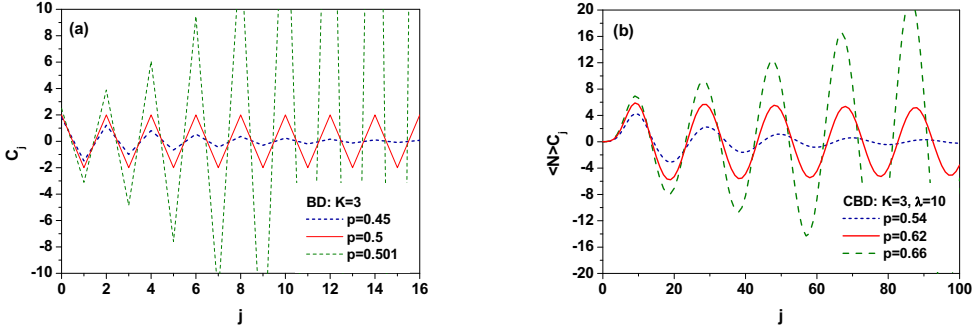 (a)
10
8
6
4
2
0
-2
-4
-6
-8
-10
C_j
BD: K=3
p=0.45
p=0.5
p=0.501
0 2 4 6 8 10 12 14 16
j
(b)
20
16
12
8
4
0
-4
-8
-12
-16
-20
<N>C_j
CBD: K=3, λ=10
p=0.54
p=0.62
p=0.66
0 20 40 60 80 100
j